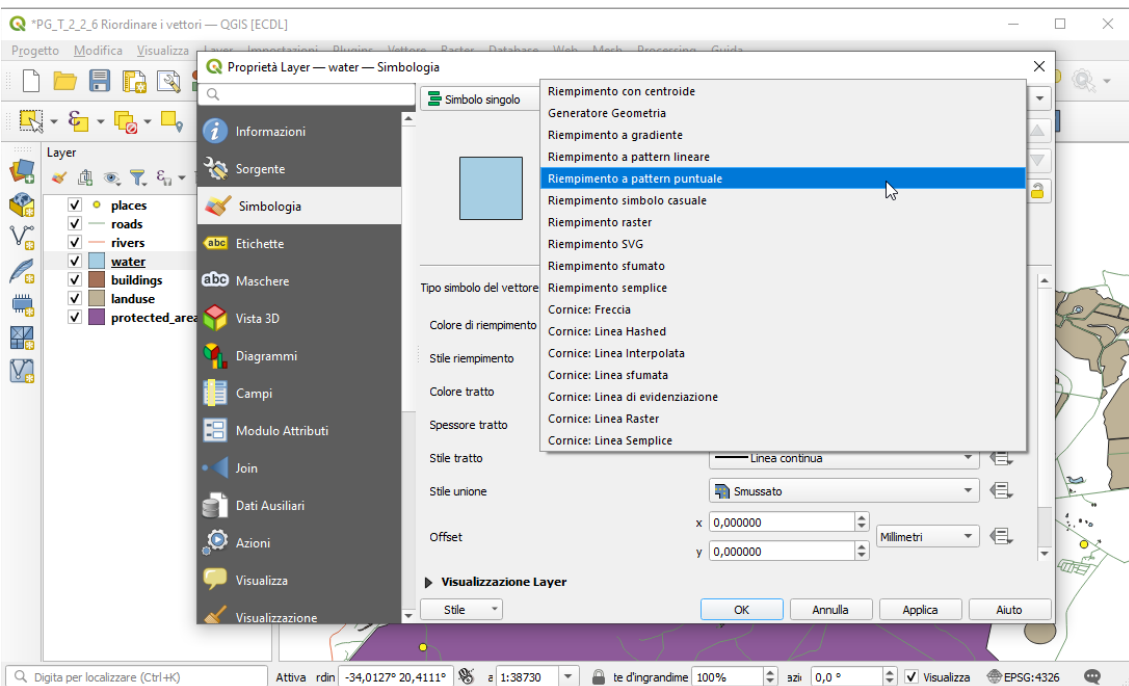 *PG_T_2_2_6 Riordinare i vettori — QGIS [ECDL]
Progetto Modifica Visualizza Layer Impostazioni Plugins Vettore Raster Database Web Mesh Processing Guida
Proprietà Layer — water — Simbologia
Informazioni
Sorgente
Simbologia
Etichette
Maschere
Vista 3D
Diagrammi
Campi
Modulo Attributi
Join
Dati Ausiliari
Azioni
Visualizza
Visualizzazione
Layer
places
roads
rivers
water
buildings
landuse
protected_area
Simbolo singolo
Riempimento con centroide
Generatore Geometria
Riempimento a gradiente
Riempimento a pattern lineare
Riempimento a pattern puntuale
Riempimento simbolo casuale
Riempimento raster
Riempimento SVG
Riempimento sfumato
Riempimento semplice
Cornice: Freccia
Cornice: Linea Hashed
Cornice: Linea Interpolata
Cornice: Linea sfumata
Cornice: Linea di evidenziazione
Cornice: Linea Raster
Cornice: Linea Semplice
Tipo simbolo del vettore
Colore di riempimento
Stile riempimento
Colore tratto
Spessore tratto
Stile tratto Linea continua
Stile unione Smussato
Offset x 0,000000 Millimetri
y 0,000000
Visualizzazione Layer
Stile OK Annulla Applica Aiuto
Digita per localizzare (Ctrl+K) Attiva rdin -34,0127° 20,4111° a 1:38730 te d'ingrandime 100% azi 0,0 ° Visualizza EPSG:4326
abc
abc